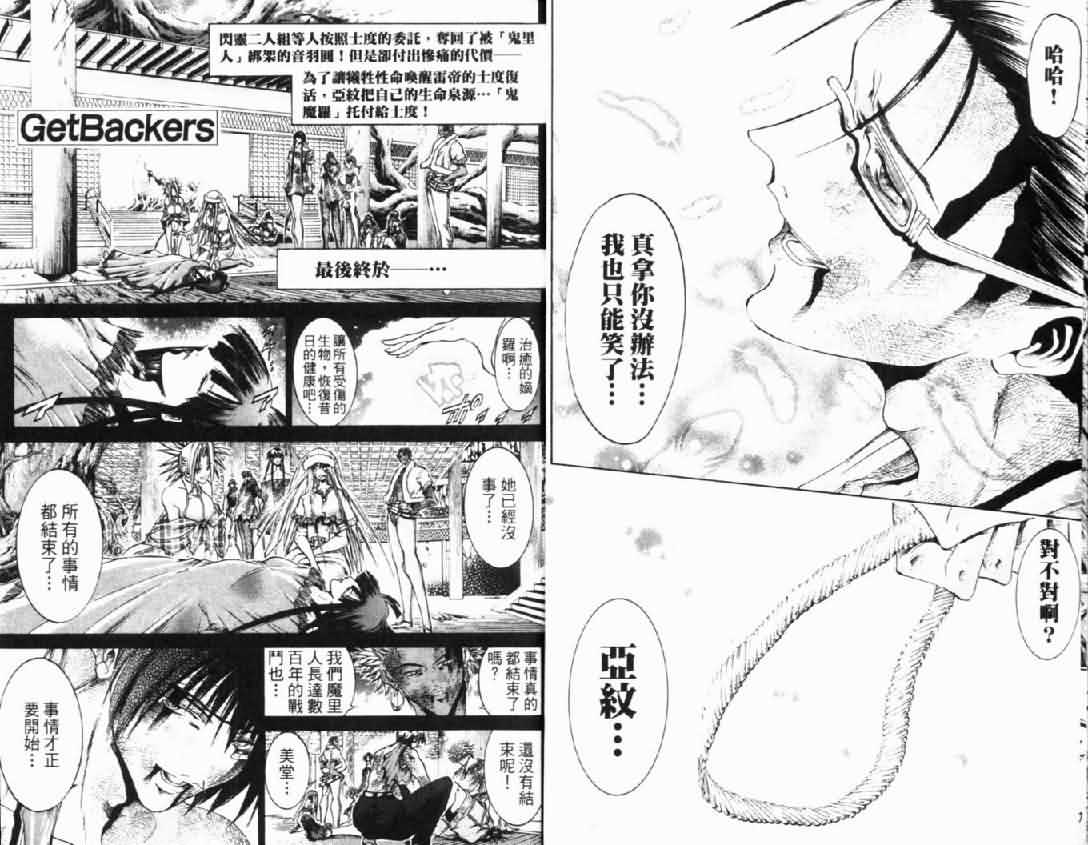 哈哈！
真拿你沒辦法…
我也只能笑了…
對不對啊？
亞紋…
閃靈二人組等人按照士度的委託，奪回了被「鬼里
人」綁架的音羽圓！但是卻付出慘痛的代價——
為了讓犧牲性命喚醒雷帝的士度復
活，亞紋把自己的生命泉源…「鬼
魔羅」托付給士度！
GetBackers
最後終於——…
治癒的嫡
羅啊…
讓所有受傷的
生物，恢復昔
日的健康吧…
她已經沒
事了…
所有的事情
都結束了…
事情真的
都結束了
嗎？
我們魔里
人長達數
百年的戰
鬥也…
還沒有結
束呢！
美堂…
事情才正
要開始…